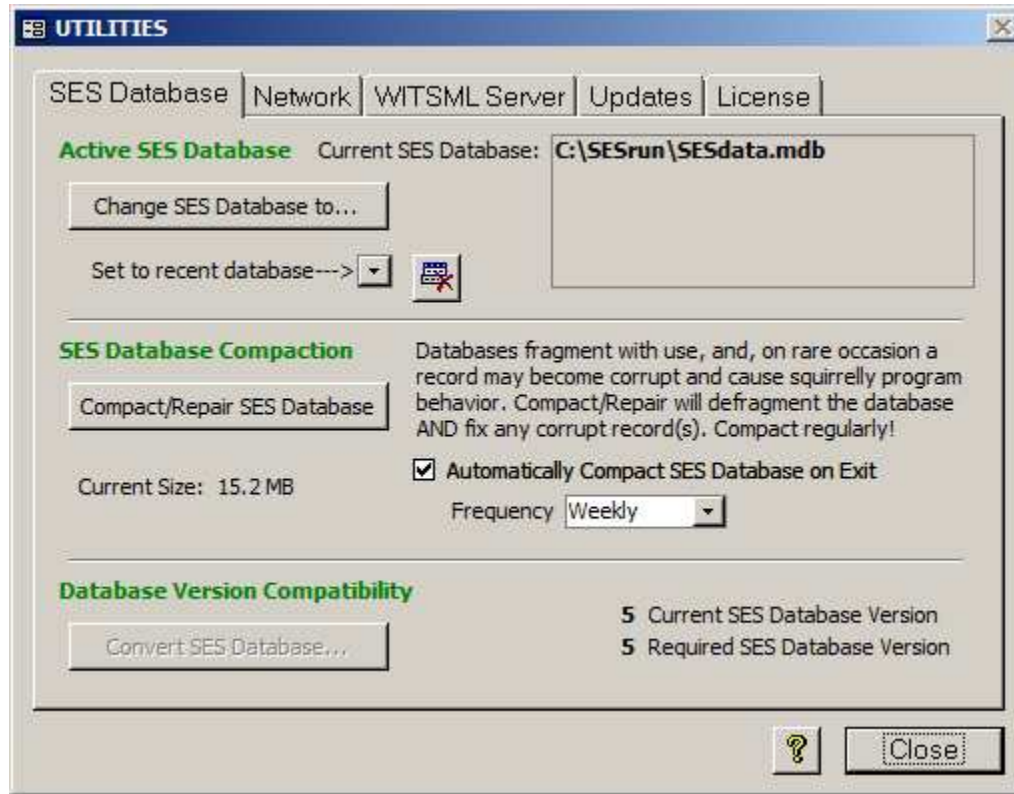 UTILITIES
SES Database
Network
WITSML Server
Updates
License
Active SES Database
Current SES Database:
C:\SESrun\SESdata.mdb
Change SES Database to...
Set to recent database--->
SES Database Compaction
Databases fragment with use, and, on rare occasion a
record may become corrupt and cause squirrelly program
behavior. Compact/Repair will defragment the database
AND fix any corrupt record(s). Compact regularly!
Compact/Repair SES Database
Automatically Compact SES Database on Exit
Current Size: 15.2 MB
Frequency Weekly
Database Version Compatibility
Convert SES Database...
5 Current SES Database Version
5 Required SES Database Version
?
Close